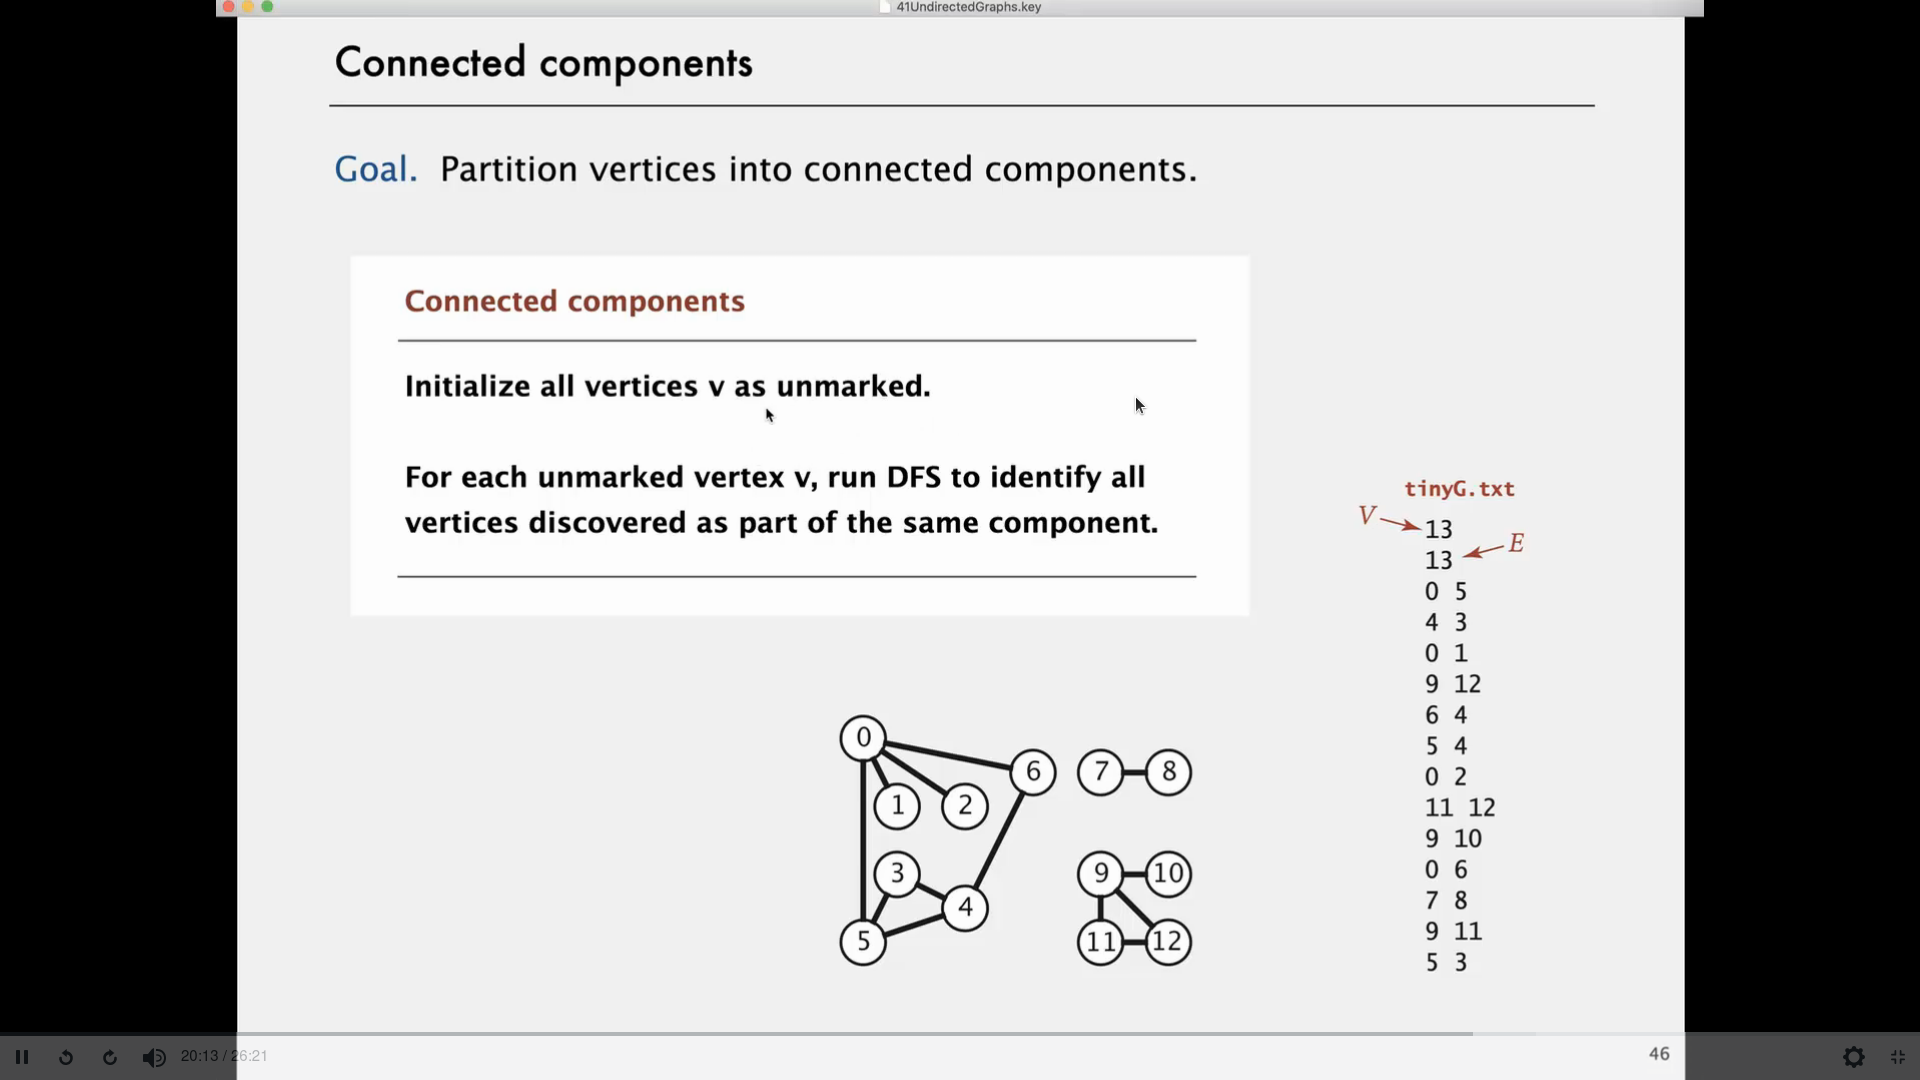 41UndirectedGraphs.key
Connected components
Goal. Partition vertices into connected components.
Connected components
Initialize all vertices v as unmarked.
For each unmarked vertex v, run DFS to identify all
vertices discovered as part of the same component.
tinyG.txt
V
13
13
E
0 5
4 3
0 1
9 12
6 4
5 4
0 2
11 12
9 10
0 6
7 8
9 11
5 3
0
6
7
8
1
2
3
9
10
4
5
11
12
20:13 / 26:21
46